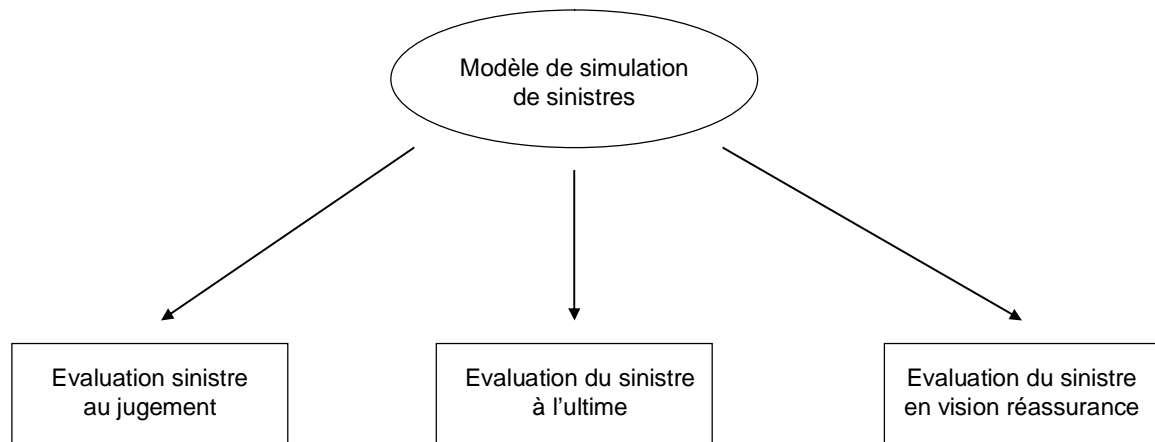 Modèle de simulation
de sinistres
Evaluation sinistre
au jugement
Evaluation du sinistre
à l'ultime
Evaluation du sinistre
en vision réassurance